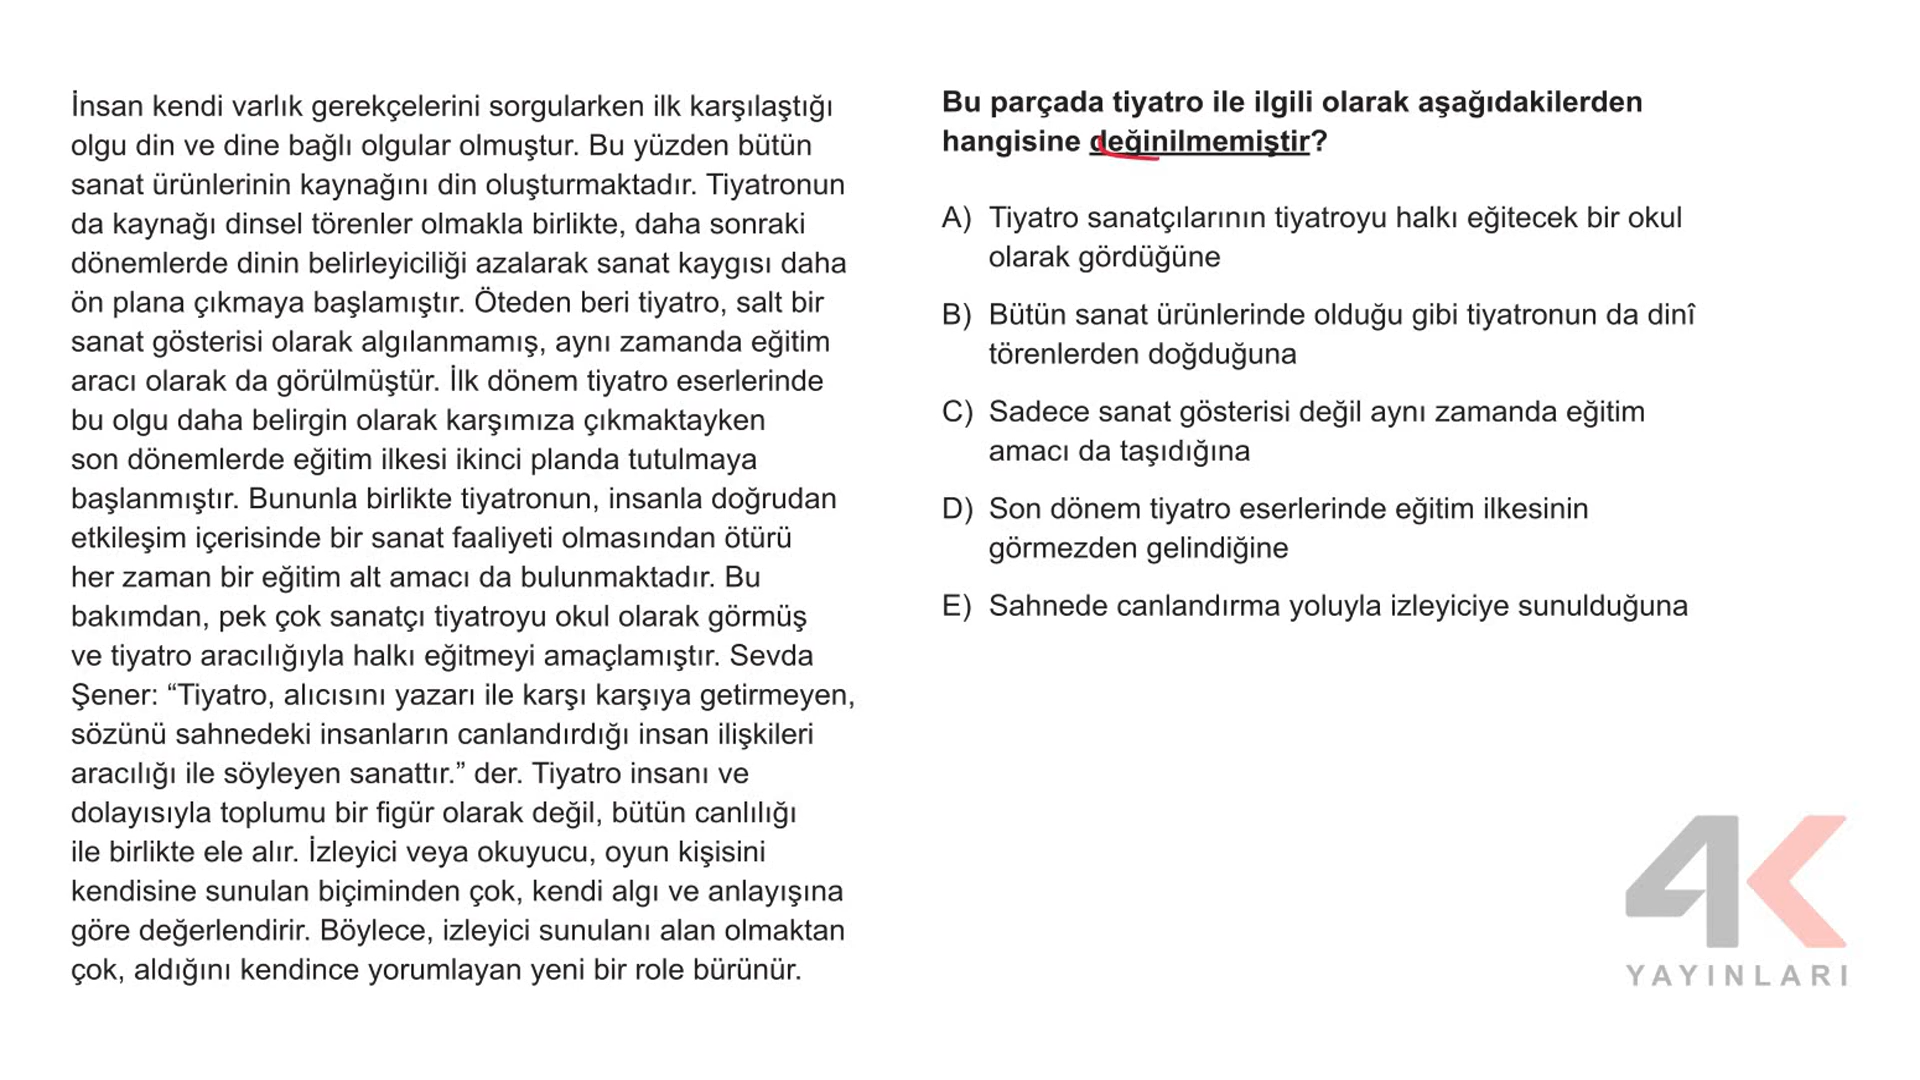 İnsan kendi varlık gerekçelerini sorgularken ilk karşılaştığı
olgu din ve dine bağlı olgular olmuştur. Bu yüzden bütün
sanat ürünlerinin kaynağını din oluşturmaktadır. Tiyatronun
da kaynağı dinsel törenler olmakla birlikte, daha sonraki
dönemlerde dinin belirleyiciliği azalarak sanat kaygısı daha
ön plana çıkmaya başlamıştır. Öteden beri tiyatro, salt bir
sanat gösterisi olarak algılanmamış, aynı zamanda eğitim
aracı olarak da görülmüştür. İlk dönem tiyatro eserlerinde
bu olgu daha belirgin olarak karşımıza çıkmaktayken
son dönemlerde eğitim ilkesi ikinci planda tutulmaya
başlanmıştır. Bununla birlikte tiyatronun, insanla doğrudan
etkileşim içerisinde bir sanat faaliyeti olmasından ötürü
her zaman bir eğitim alt amacı da bulunmaktadır. Bu
bakımdan, pek çok sanatçı tiyatroyu okul olarak görmüş
ve tiyatro aracılığıyla halkı eğitmeyi amaçlamıştır. Sevda
Şener: “Tiyatro, alıcısını yazarı ile karşı karşıya getirmeyen,
sözünü sahnedeki insanların canlandırdığı insan ilişkileri
aracılığı ile söyleyen sanattır.” der. Tiyatro insanı ve
dolayısıyla toplumu bir figür olarak değil, bütün canlılığı
ile birlikte ele alır. İzleyici veya okuyucu, oyun kişisini
kendisine sunulan biçiminden çok, kendi algı ve anlayışına
göre değerlendirir. Böylece, izleyici sunulanı alan olmaktan
çok, aldığını kendince yorumlayan yeni bir role bürünür.
Bu parçada tiyatro ile ilgili olarak aşağıdakilerden
hangisine değinilmemiştir?
A) Tiyatro sanatçılarının tiyatroyu halkı eğitecek bir okul
olarak gördüğüne
B) Bütün sanat ürünlerinde olduğu gibi tiyatronun da dinî
törenlerden doğduğuna
C) Sadece sanat gösterisi değil aynı zamanda eğitim
amacı da taşıdığına
D) Son dönem tiyatro eserlerinde eğitim ilkesinin
görmezden gelindiğine
E) Sahnede canlandırma yoluyla izleyiciye sunulduğuna
4K
YAYINLARI